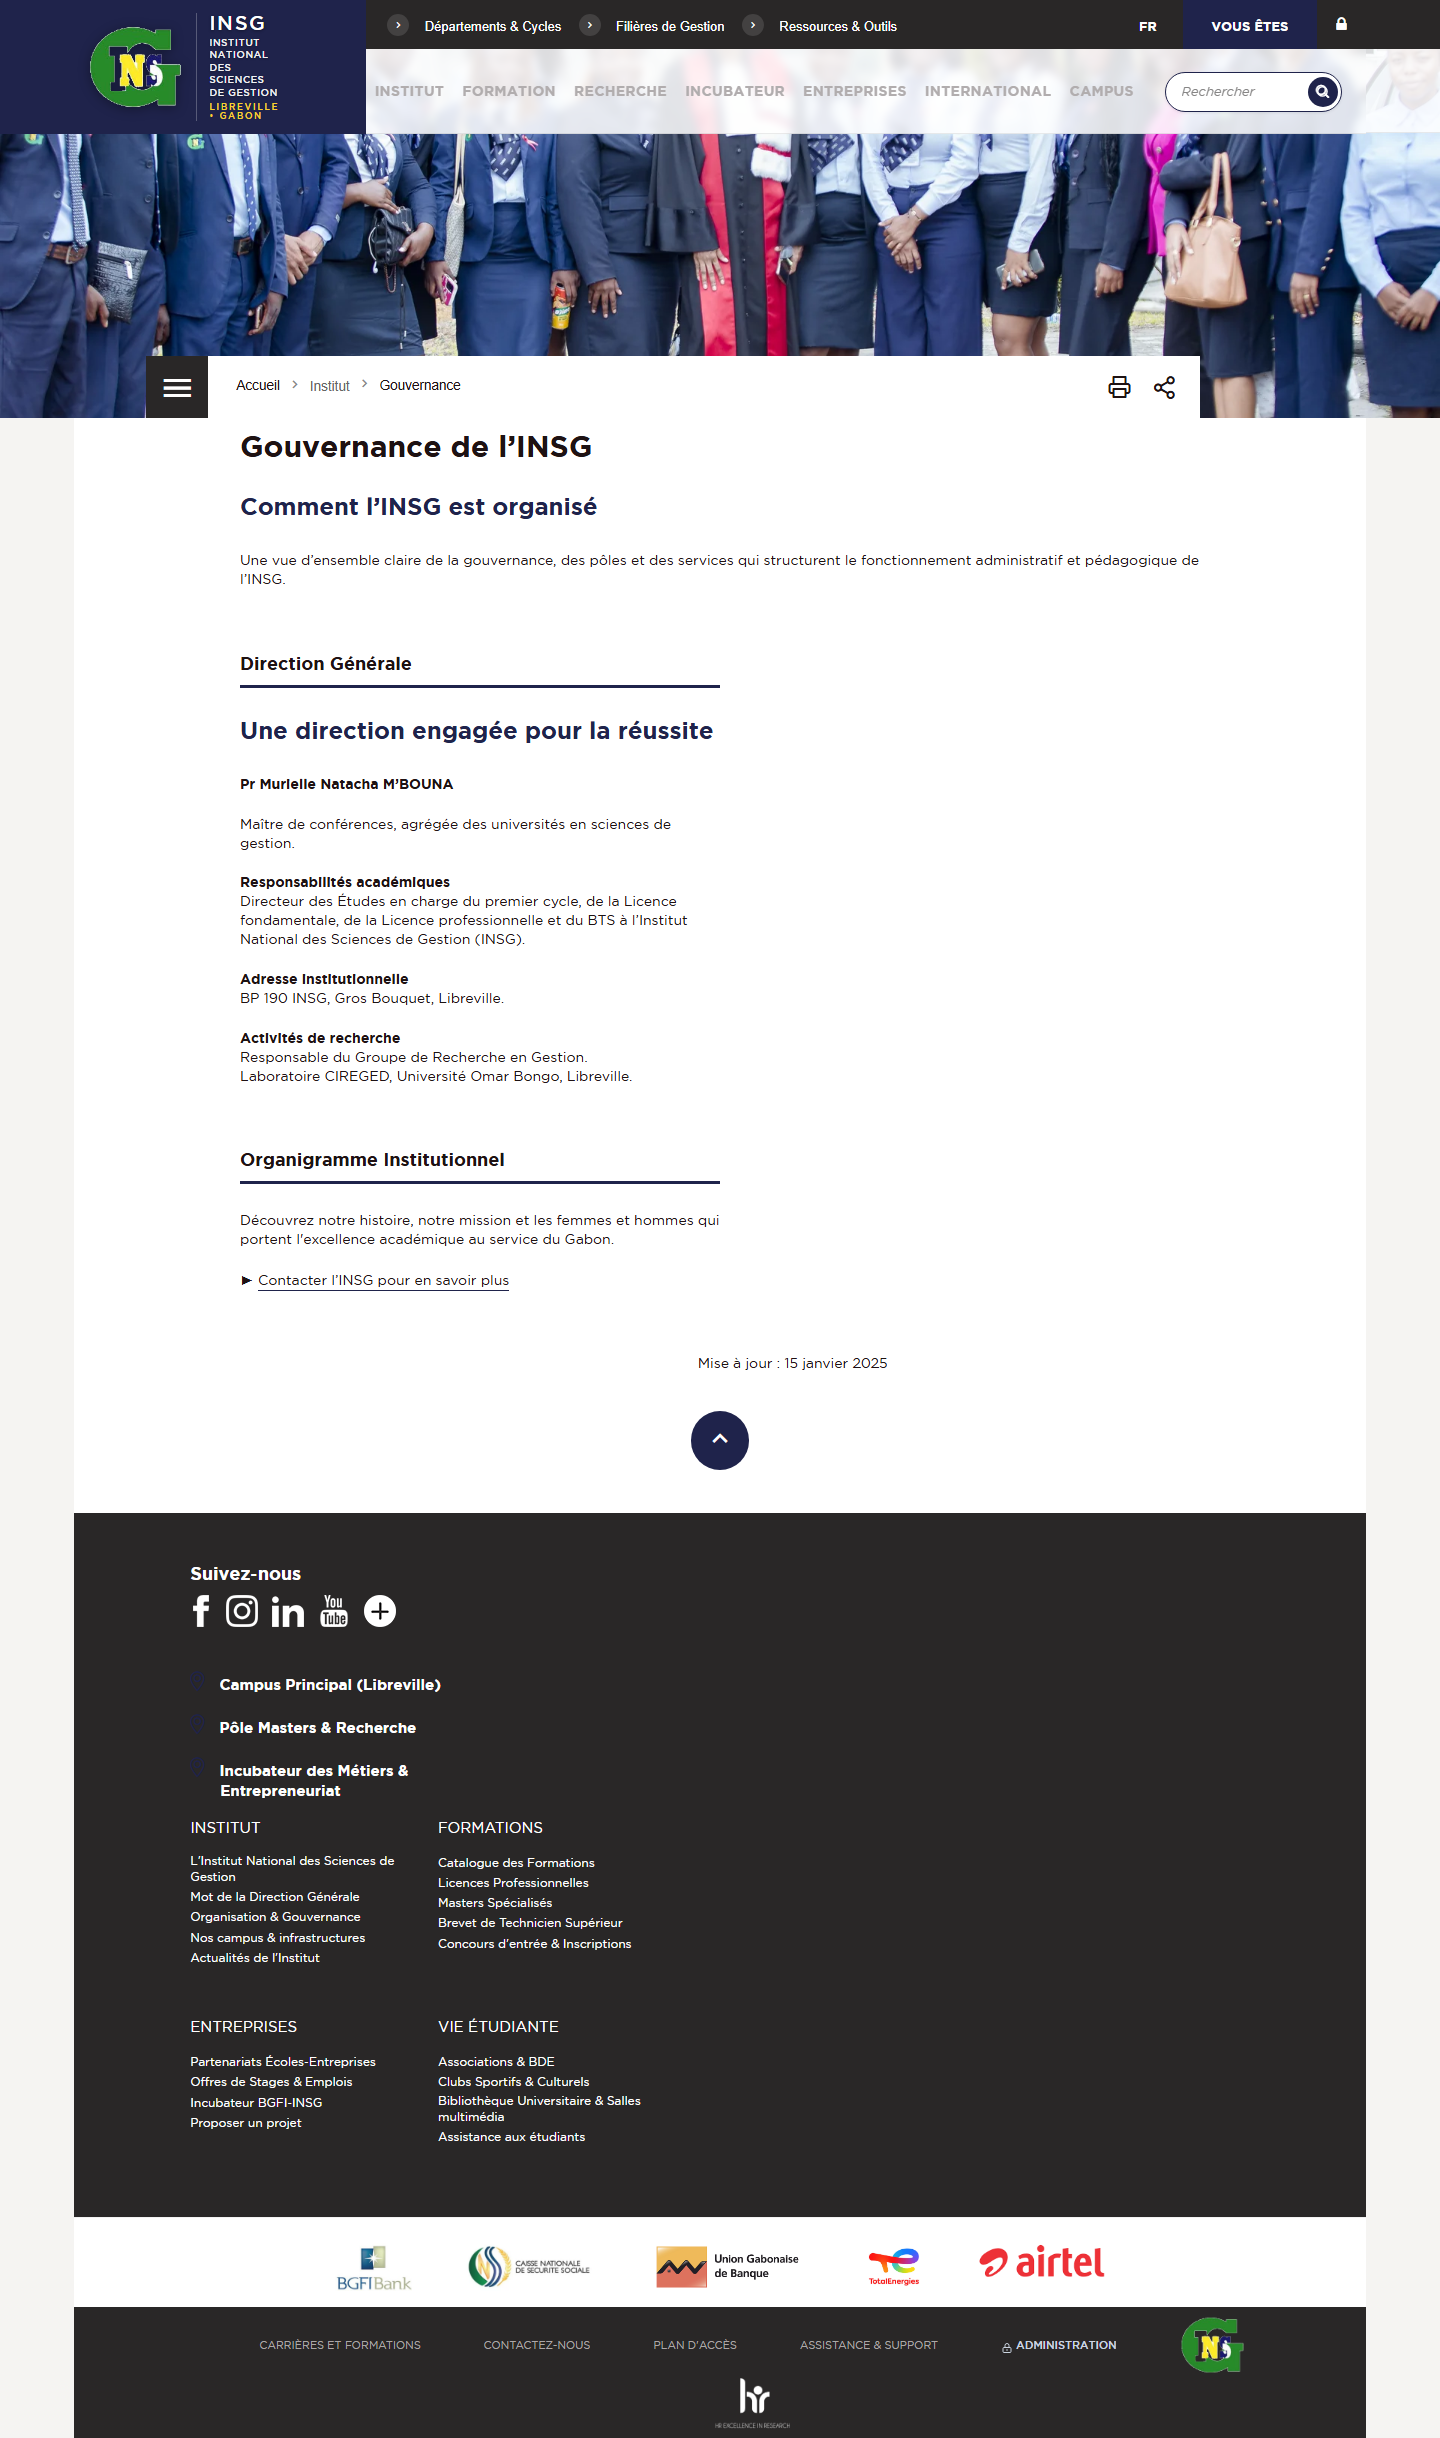 INSG
INSTITUT
NATIONAL
DES
SCIENCES
DE GESTION
LIBREVILLE
• GABON
Départements & Cycles
Filières de Gestion
Ressources & Outils
FR
VOUS ÊTES
INSTITUT
FORMATION
RECHERCHE
INCUBATEUR
ENTREPRISES
INTERNATIONAL
CAMPUS
Rechercher
Accueil
Institut
Gouvernance
Gouvernance de l’INSG
Comment l’INSG est organisé
Une vue d’ensemble claire de la gouvernance, des pôles et des services qui structurent le fonctionnement administratif et pédagogique de
l’INSG.
Direction Générale
Une direction engagée pour la réussite
Pr Murielle Natacha M’BOUNA
Maître de conférences, agrégée des universités en sciences de
gestion.
Responsabilités académiques
Directeur des Études en charge du premier cycle, de la Licence
fondamentale, de la Licence professionnelle et du BTS à l’Institut
National des Sciences de Gestion (INSG).
Adresse institutionnelle
BP 190 INSG, Gros Bouquet, Libreville.
Activités de recherche
Responsable du Groupe de Recherche en Gestion.
Laboratoire CIREGED, Université Omar Bongo, Libreville.
Organigramme Institutionnel
Découvrez notre histoire, notre mission et les femmes et hommes qui
portent l'excellence académique au service du Gabon.
► Contacter l’INSG pour en savoir plus
Mise à jour : 15 janvier 2025
Suivez-nous
You
Tube
Campus Principal (Libreville)
Pôle Masters & Recherche
Incubateur des Métiers &
Entrepreneuriat
INSTITUT
L'Institut National des Sciences de
Gestion
Mot de la Direction Générale
Organisation & Gouvernance
Nos campus & infrastructures
Actualités de l'Institut
FORMATIONS
Catalogue des Formations
Licences Professionnelles
Masters Spécialisés
Brevet de Technicien Supérieur
Concours d'entrée & Inscriptions
ENTREPRISES
Partenariats Écoles-Entreprises
Offres de Stages & Emplois
Incubateur BGFI-INSG
Proposer un projet
VIE ÉTUDIANTE
Associations & BDE
Clubs Sportifs & Culturels
Bibliothèque Universitaire & Salles
multimédia
Assistance aux étudiants
BGFIBank
CAISSE NATIONALE
DE SECURITE SOCIALE
Union Gabonaise
de Banque
TotalEnergies
airtel
CARRIÈRES ET FORMATIONS
CONTACTEZ-NOUS
PLAN D'ACCÈS
ASSISTANCE & SUPPORT
ADMINISTRATION
INSG
hr
HR EXCELLENCE IN RESEARCH